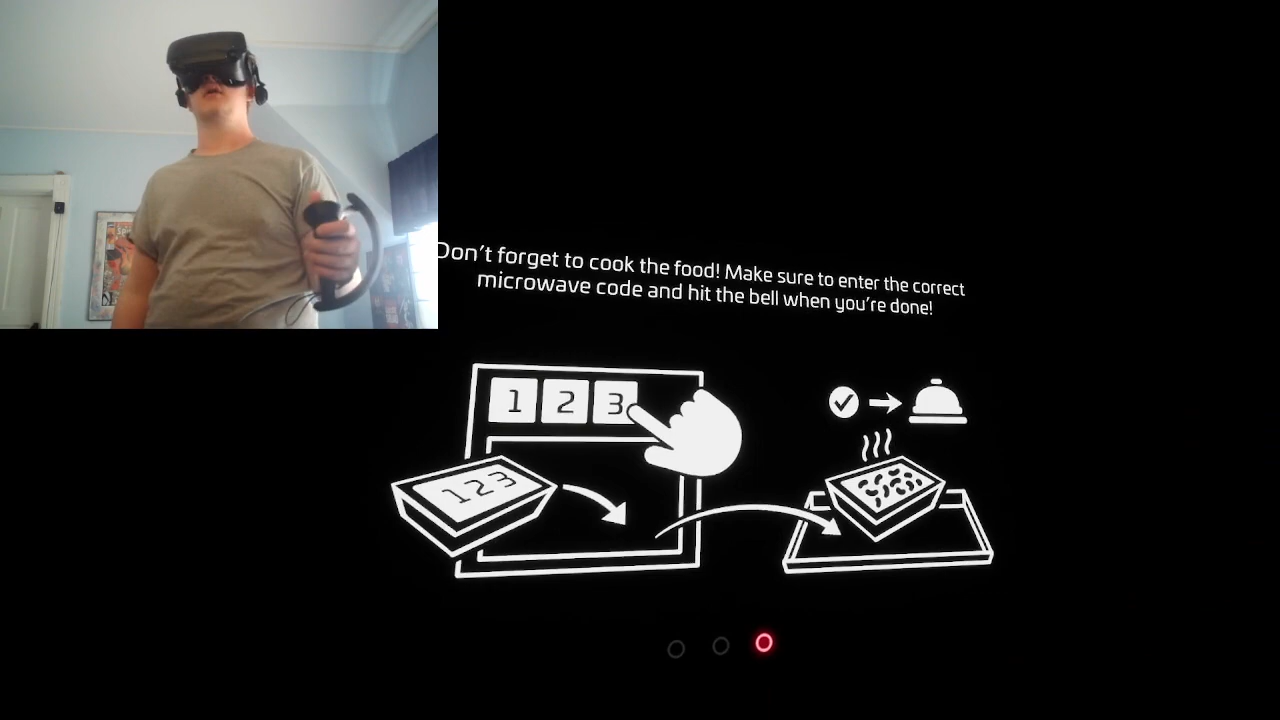 Don't forget to cook the food! Make sure to enter the correct
microwave code and hit the bell when you're done!
1 2 3
123